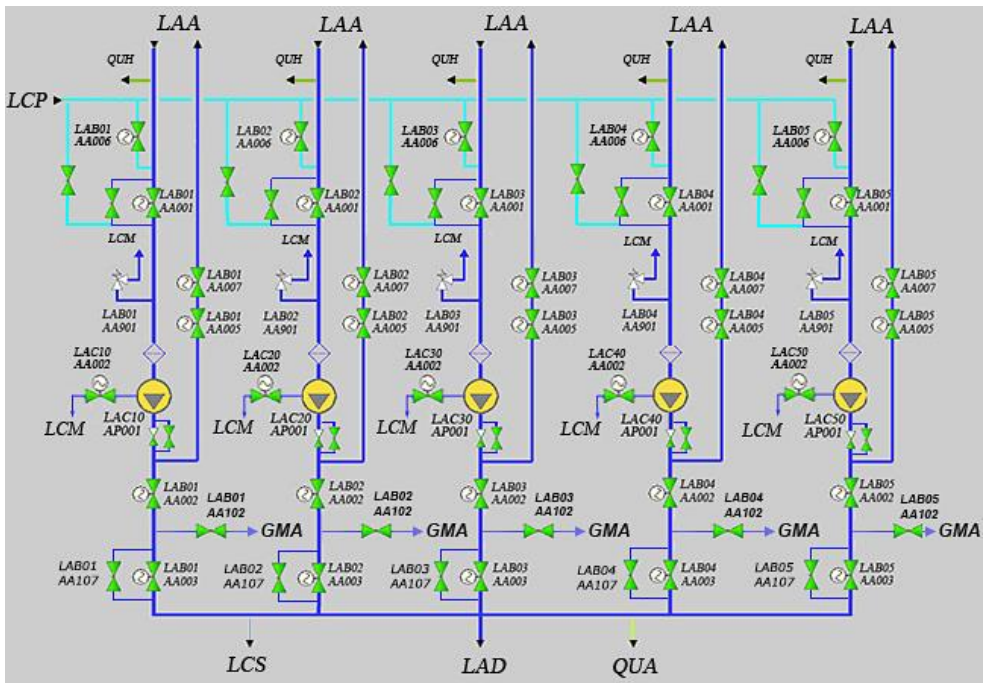 LAA LAA LAD LAA LAA
QUH QUH QUH QUH QUH
LCP
LAB01 LAB02 LAB03 LAB04 LAB05
AA006 AA006 AA006 AA006 AA006
LAB01 LAB02 LAB03 LAB04 LAB05
AA001 AA001 AA001 AA001 AA001
LCM LCM LCM LCM LCM
LAB01 LAB02 LAB03 LAB04 LAB05
AA007 AA007 AA007 AA007 AA007
LAB01 LAB01 LAB02 LAB02 LAB03 LAB03 LAB04 LAB04 LAB05 LAB05
AA901 AA005 AA901 AA005 AA901 AA005 AA901 AA005 AA901 AA005
LAC10 LAC20 LAC30 LAC40 LAC50
AA002 AA002 AA002 AA002 AA002
LCM LCM LCM LCM LCM
LAC10 LAC20 LAC30 LAC40 LAC50
AP001 AP001 AP001 AP001 AP001
LAB01 LAB02 LAB03 LAB04 LAB05
AA002 AA002 AA002 AA002 AA002
LAB01 LAB02 LAB03 LAB04 LAB05
AA102 AA102 AA102 AA102 AA102
GMA GMA GMA GMA GMA
LAB01 LAB01 LAB02 LAB02 LAB03 LAB03 LAB04 LAB04 LAB05 LAB05
AA107 AA003 AA107 AA003 AA107 AA003 AA107 AA003 AA107 AA003
LCS LAD QUA